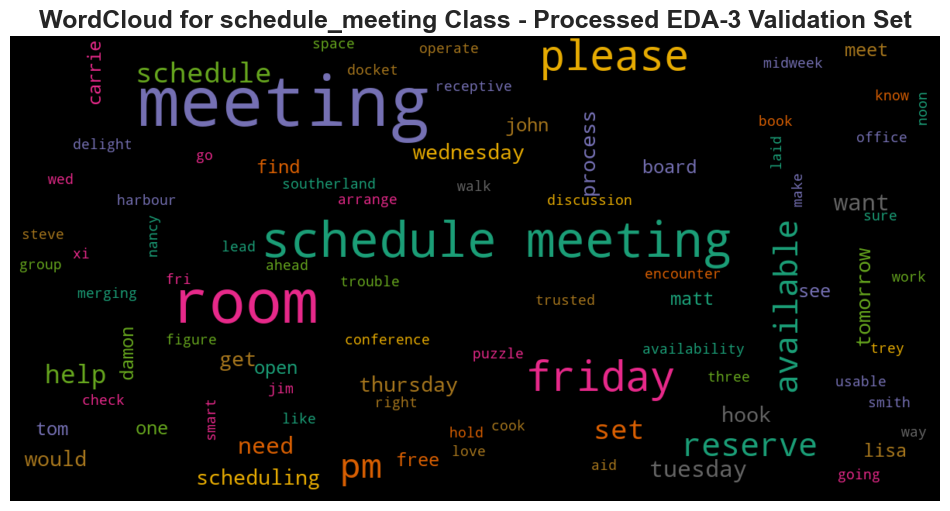 WordCloud for schedule_meeting Class - Processed EDA-3 Validation Set
carrie
space
operate
please
meet
schedule
docket
midweek
meeting
receptive
know
noon
john
process
book
office
delight
go
wednesday
find
board
laid
wed
southerland
walk
make
harbour
arrange
discussion
want
sure
steve
nancy
lead
schedule meeting
available
xi
group
ahead
tomorrow
fri
trouble
encounter
work
merging
room
trusted
matt
see
damon
figure
conference
availability
trey
puzzle
get
open
help
friday
three
usable
jim
thursday
check
smart
right
smith
like
hook
tom
one
hold
cook
set
way
need
reserve
love
would
pm
free
aid
tuesday
lisa
scheduling
going